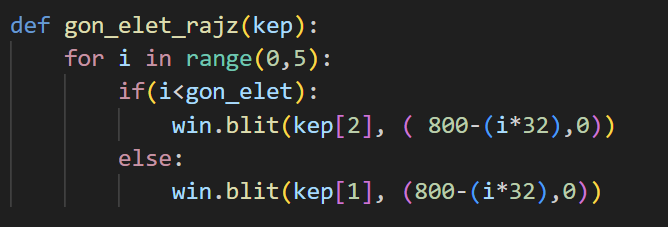 def gon_elet_rajz(kep):
    for i in range(0,5):
        if(i<gon_elet):
            win.blit(kep[2], ( 800-(i*32),0))
        else:
            win.blit(kep[1], (800-(i*32),0))